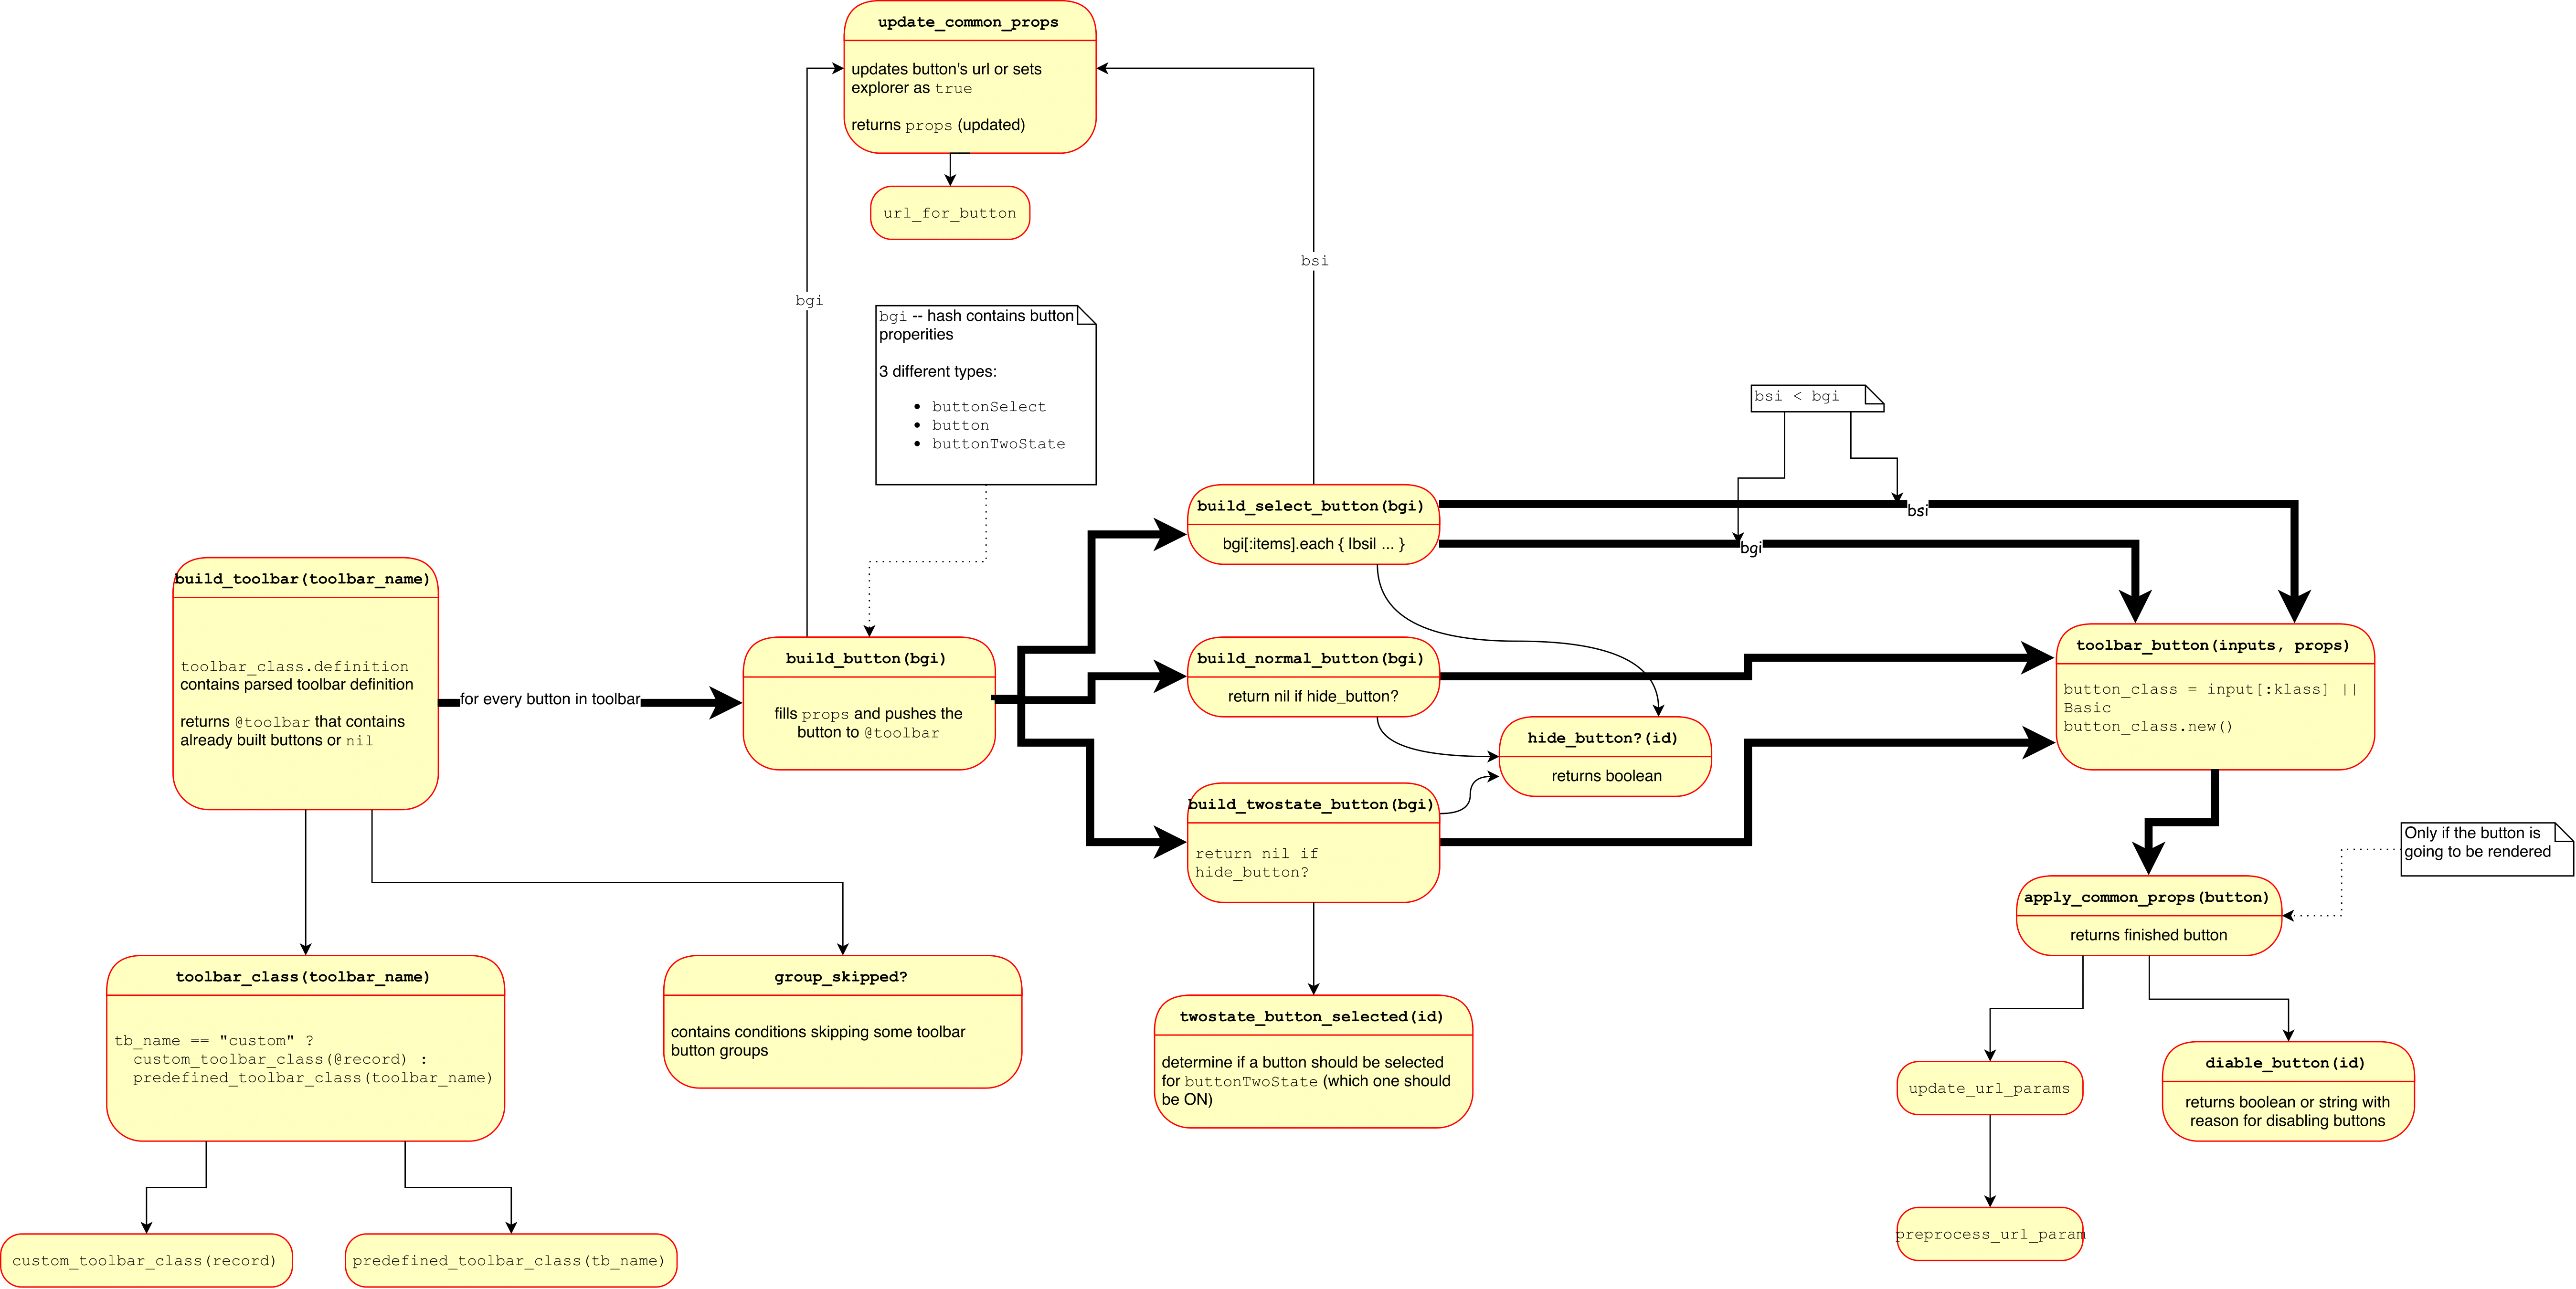 update_common_props
updates button's url or sets
explorer as true
returns props (updated)
url_for_button
bgi
bsi
bgi -- hash contains button
properities
3 different types:
• buttonSelect
• button
• buttonTwoState
bsi < bgi
build_select_button(bgi)
bgi[:items].each { |bsi| ... }
bsi
bgi
build_toolbar(toolbar_name)
toolbar_class.definition
contains parsed toolbar definition
returns @toolbar that contains
already built buttons or nil
for every button in toolbar
build_button(bgi)
fills props and pushes the
button to @toolbar
build_normal_button(bgi)
return nil if hide_button?
toolbar_button(inputs, props)
button_class = input[:klass] ||
Basic
button_class.new()
hide_button?(id)
returns boolean
build_twostate_button(bgi)
return nil if
hide_button?
Only if the button is
going to be rendered
apply_common_props(button)
returns finished button
toolbar_class(toolbar_name)
tb_name == "custom" ?
custom_toolbar_class(@record) :
predefined_toolbar_class(toolbar_name)
group_skipped?
contains conditions skipping some toolbar
button groups
twostate_button_selected(id)
determine if a button should be selected
for buttonTwoState (which one should
be ON)
update_url_params
diable_button(id)
returns boolean or string with
reason for disabling buttons
custom_toolbar_class(record)
predefined_toolbar_class(tb_name)
preprocess_url_param